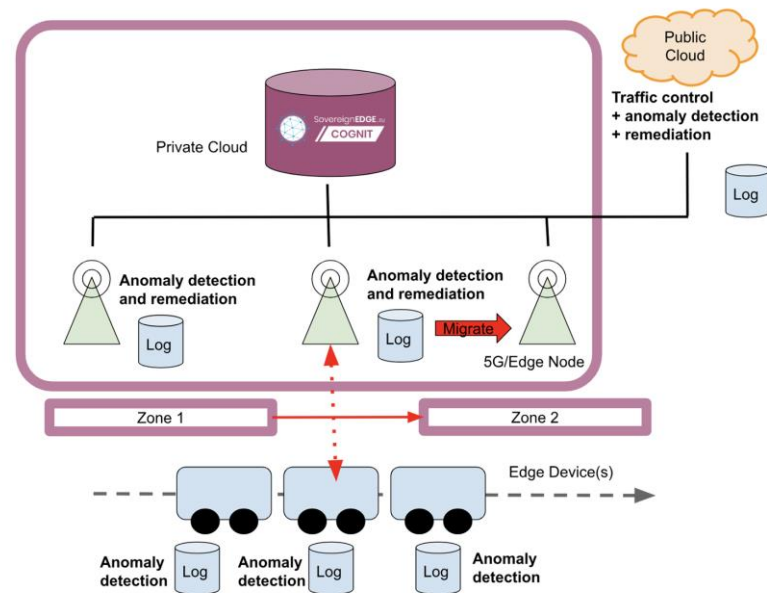 Public
Cloud
Traffic control
+ anomaly detection
+ remediation
Log
SovereignEDGE.eu
COGNIT
Private Cloud
Anomaly detection
and remediation
Log
Anomaly detection
and remediation
Log
Migrate
5G/Edge Node
Zone 1
Zone 2
Edge Device(s)
Anomaly
detection
Log
Anomaly
detection
Log
Log
Anomaly
detection